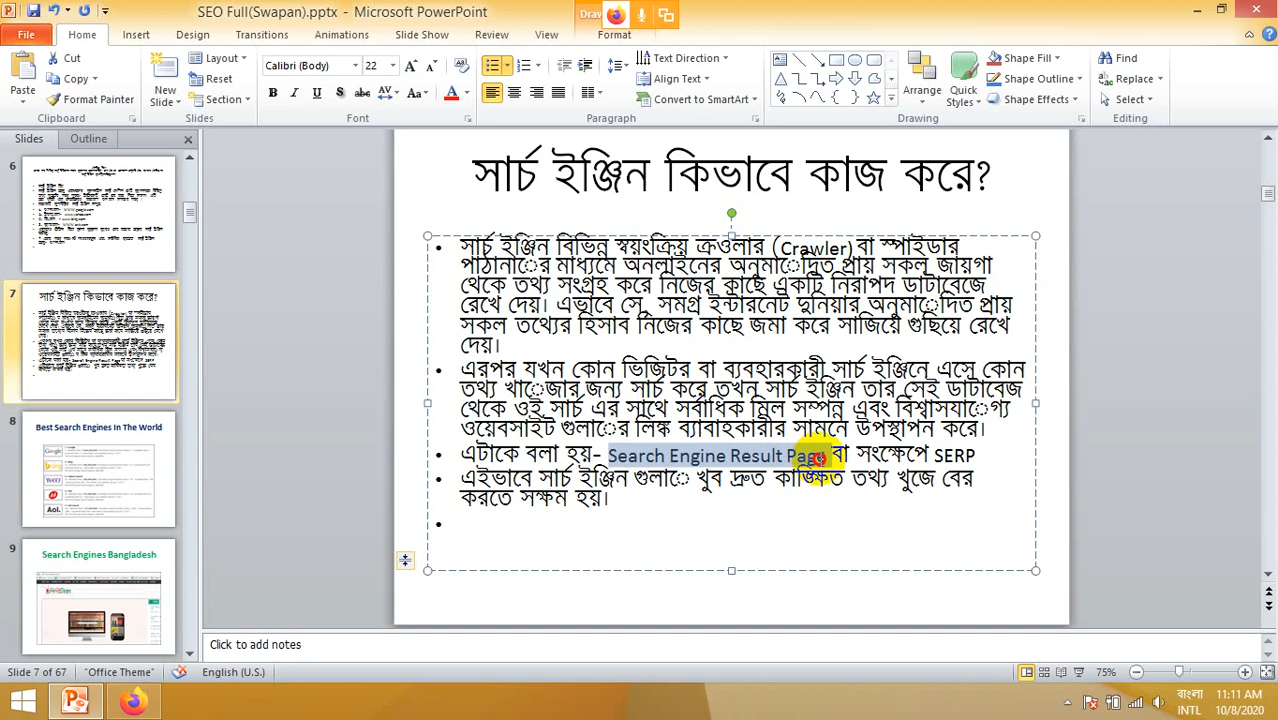 SEO Full(Swapan).pptx - Microsoft PowerPoint
File Home Insert Design Transitions Animations Slide Show Review View Format
Paste
Cut
Copy
Format Painter
Clipboard
New Slide
Layout
Reset
Section
Slides
Calibri (Body) 22
Font
Paragraph
Text Direction
Align Text
Convert to SmartArt
Arrange
Quick Styles
Shape Fill
Shape Outline
Shape Effects
Drawing
Find
Replace
Select
Editing
Slides Outline
6
7
সার্চ ইঞ্জিন কিভাবে কাজ করে?
8
Best Search Engines In The World
9
Search Engines Bangladesh
সার্চ ইঞ্জিন কিভাবে কাজ করে?
• সার্চ ইঞ্জিন বিভিন্ন স্বয়ংক্রিয় ক্রওলার (Crawler) বা স্পাইডার
পাঠানাের মাধ্যমে অনলাইনের অনুমােদিত প্রায় সকল জায়গা
থেকে তথ্য সংগ্রহ করে নিজের কাছে একটি নিরাপদ ডাটাবেজে
রেখে দেয়। এভাবে সে, সমগ্র ইন্টারনেট দুনিয়ার অনুমােদিত প্রায়
সকল তথ্যের হিসাব নিজের কাছে জমা করে সাজিয়ে গুছিয়ে রেখে
দেয়।
• এরপর যখন কোন ভিজিটর বা ব্যবহারকারী সার্চ ইঞ্জিনে এসে কোন
তথ্য খােজার জন্য সার্চ করে তখন সার্চ ইঞ্জিন তার সেই ডাটাবেজ
থেকে ওই সার্চ এর সাথে সর্বাধিক মিল সম্পন্ন এবং বিশ্বাসযােগ্য
ওয়েবসাইট গুলাের লিঙ্ক ব্যাবাহকারীর সামনে উপস্থাপন করে।
• এটাকে বলা হয়- Search Engine Result Page বা সংক্ষেপে SERP
• এইভাবে সার্চ ইঞ্জিন গুলাে খুব দ্রুত কাঙ্ক্ষিত তথ্য খুজে বের
করতে সক্ষম হয়।
•
Click to add notes
Slide 7 of 67 "Office Theme" English (U.S.) 75%
বাংলা
INTL
11:11 AM
10/8/2020